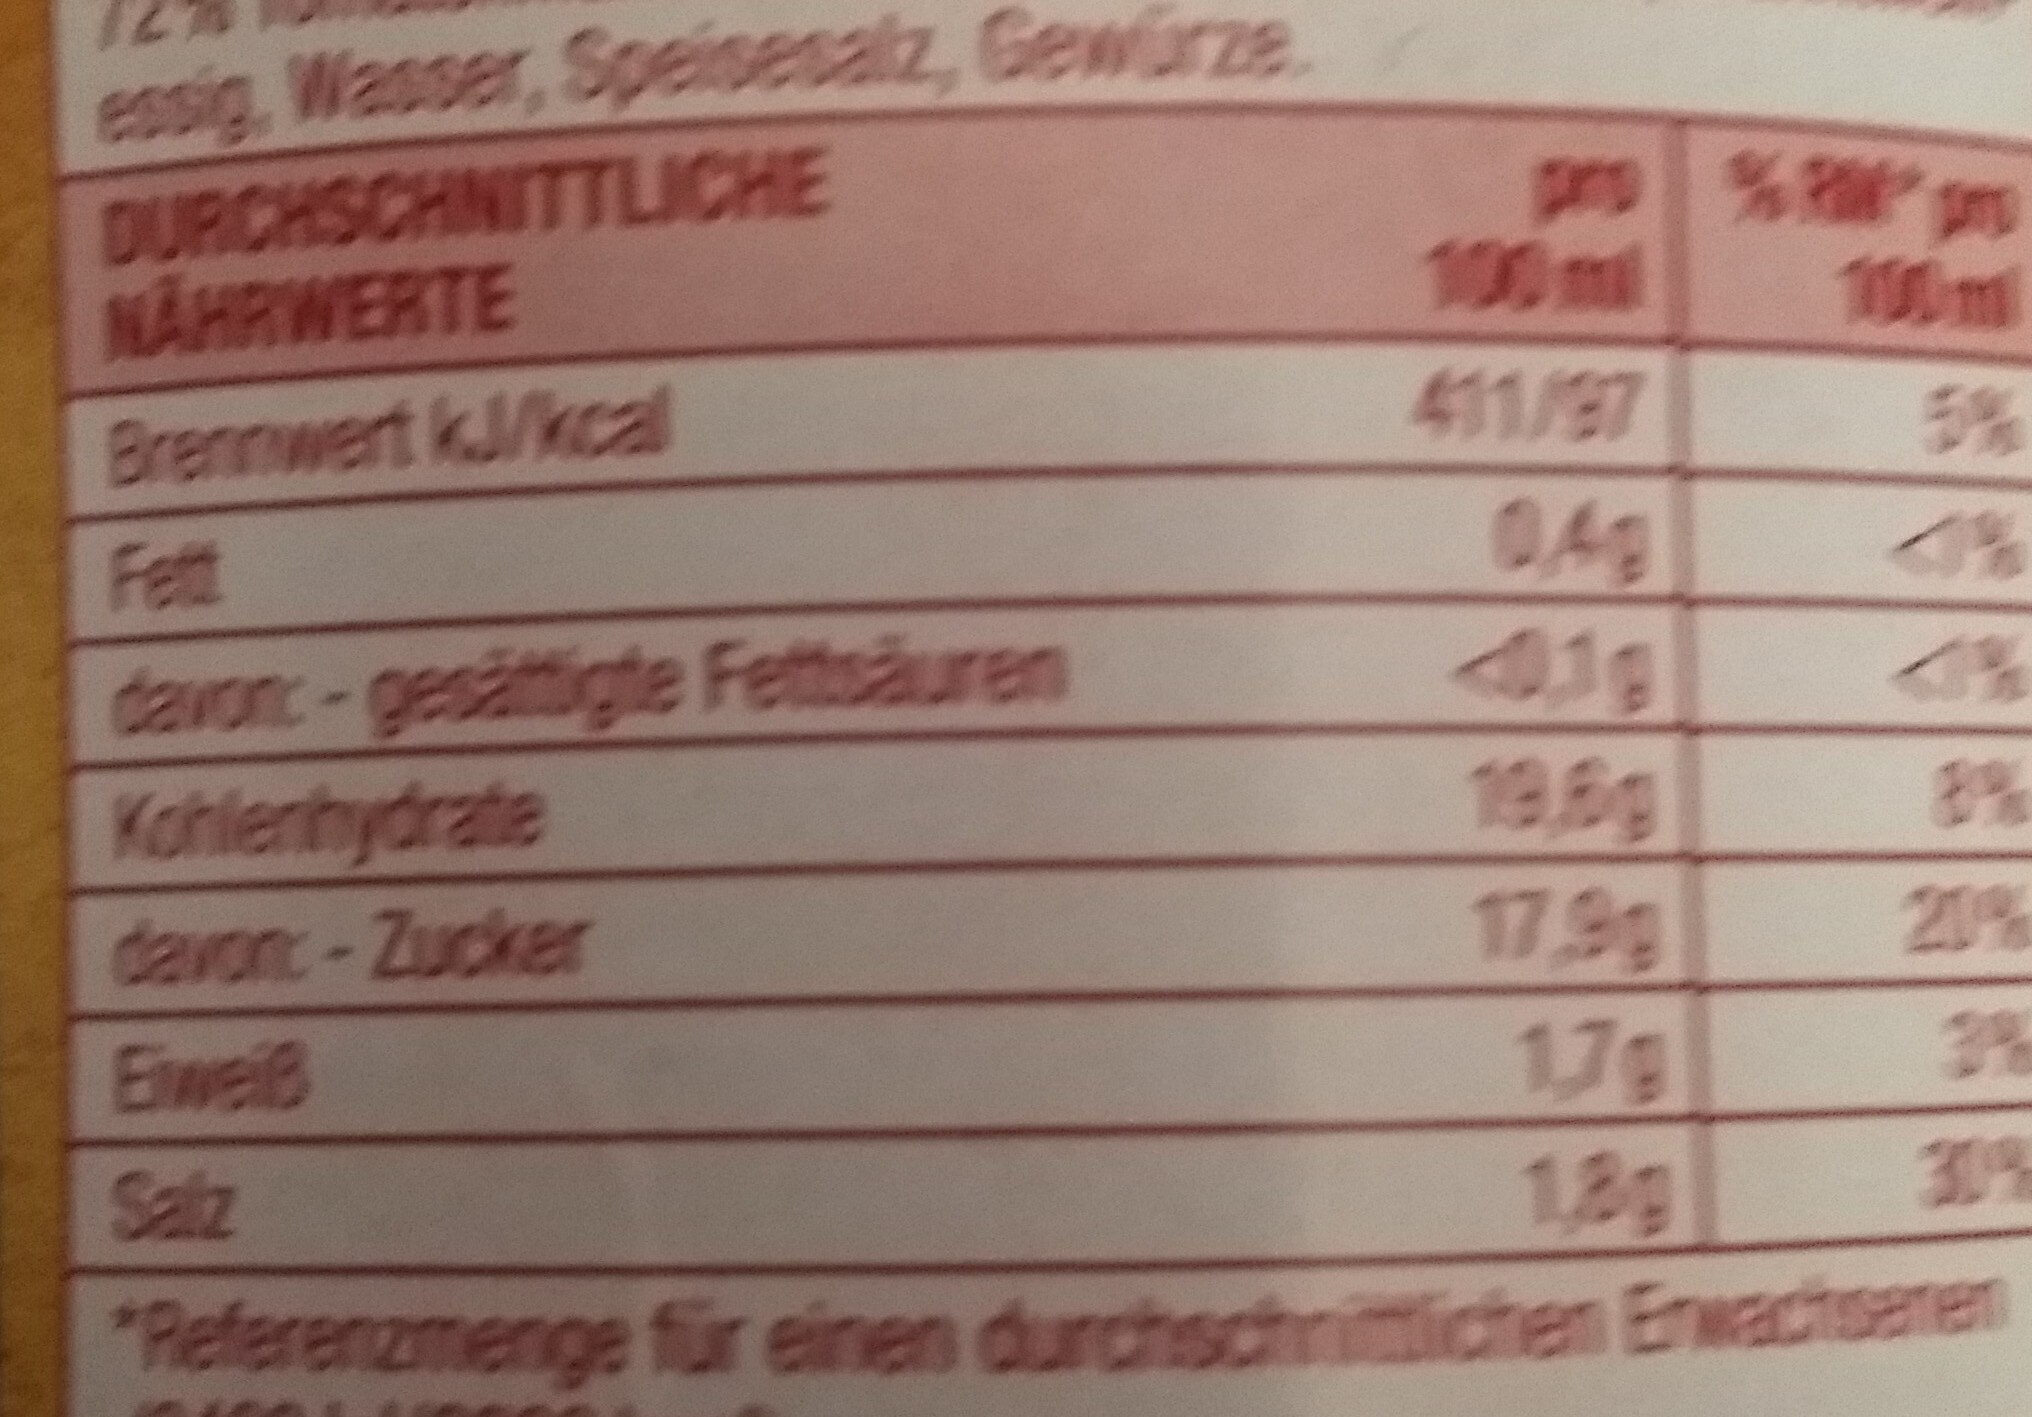 72%
essig, Wasser, Speisesalz, Gewürze.
DURCHSCHNITTLICHE NÄHRWERTE pro 100 ml % RM* pro 100 ml
Brennwert kJ/kcal 411/97 5%
Fett 0,4g <1%
davon: - gesättigte Fettsäuren <0,1g <1%
Kohlenhydrate 19,6g 8%
davon: - Zucker 17,9g 20%
Eiweiß 1,7g 3%
Salz 1,8g 30%
*Referenzmenge für einen durchschnittlichen Erwachsenen